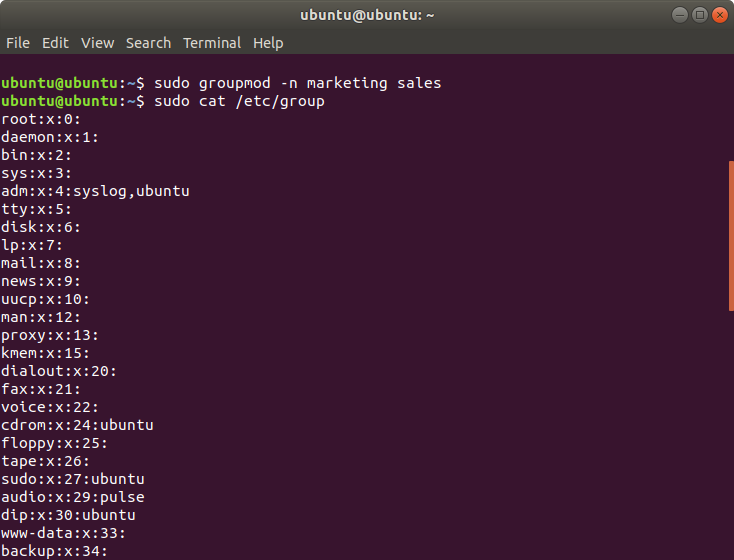 ubuntu@ubuntu: ~
File Edit View Search Terminal Help
ubuntu@ubuntu:~$ sudo groupmod -n marketing sales
ubuntu@ubuntu:~$ sudo cat /etc/group
root:x:0:
daemon:x:1:
bin:x:2:
sys:x:3:
adm:x:4:syslog,ubuntu
tty:x:5:
disk:x:6:
lp:x:7:
mail:x:8:
news:x:9:
uucp:x:10:
man:x:12:
proxy:x:13:
kmem:x:15:
dialout:x:20:
fax:x:21:
voice:x:22:
cdrom:x:24:ubuntu
floppy:x:25:
tape:x:26:
sudo:x:27:ubuntu
audio:x:29:pulse
dip:x:30:ubuntu
www-data:x:33:
backup:x:34: